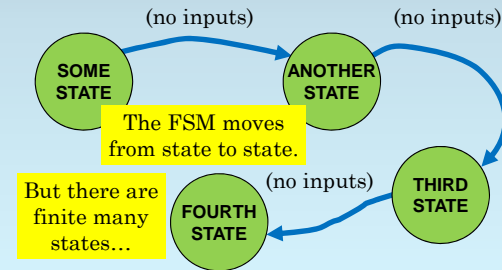 (no inputs)
(no inputs)
SOME
STATE
ANOTHER
STATE
The FSM moves
from state to state.
But there are
finite many
states…
(no inputs)
THIRD
STATE
FOURTH
STATE